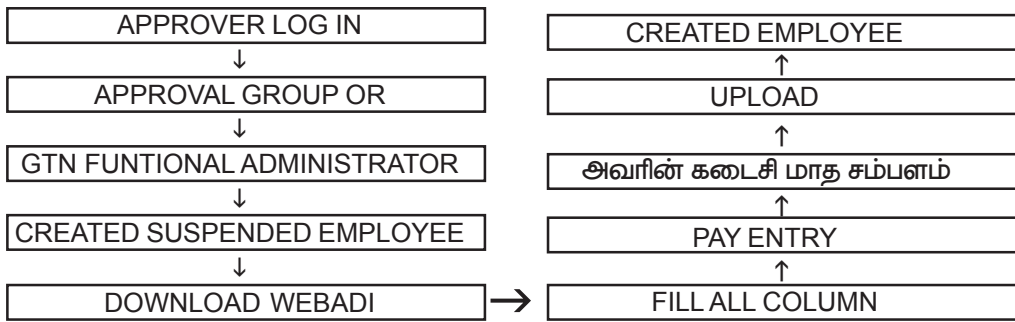 APPROVER LOG IN
↓
APPROVAL GROUP OR
↓
GTN FUNTIONAL ADMINISTRATOR
↓
CREATED SUSPENDED EMPLOYEE
↓
DOWNLOAD WEBADI
→
FILL ALL COLUMN
↑
PAY ENTRY
↑
அவரின் கடைசி மாத சம்பளம்
↑
UPLOAD
↑
CREATED EMPLOYEE